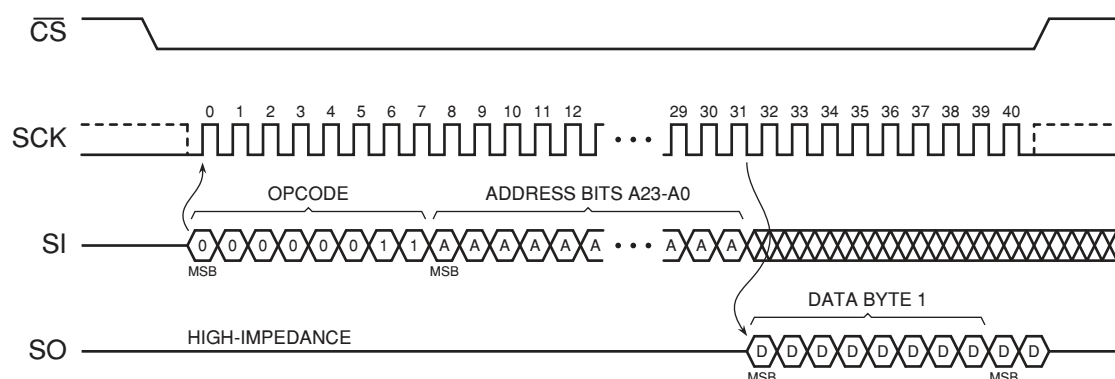 CS
0 1 2 3 4 5 6 7 8 9 10 11 12 29 30 31 32 33 34 35 36 37 38 39 40
SCK
OPCODE ADDRESS BITS A23-A0
SI 0 0 0 0 0 0 1 1 A A A A A A A A A
MSB MSB
DATA BYTE 1
HIGH-IMPEDANCE
SO D D D D D D D D D D
MSB MSB